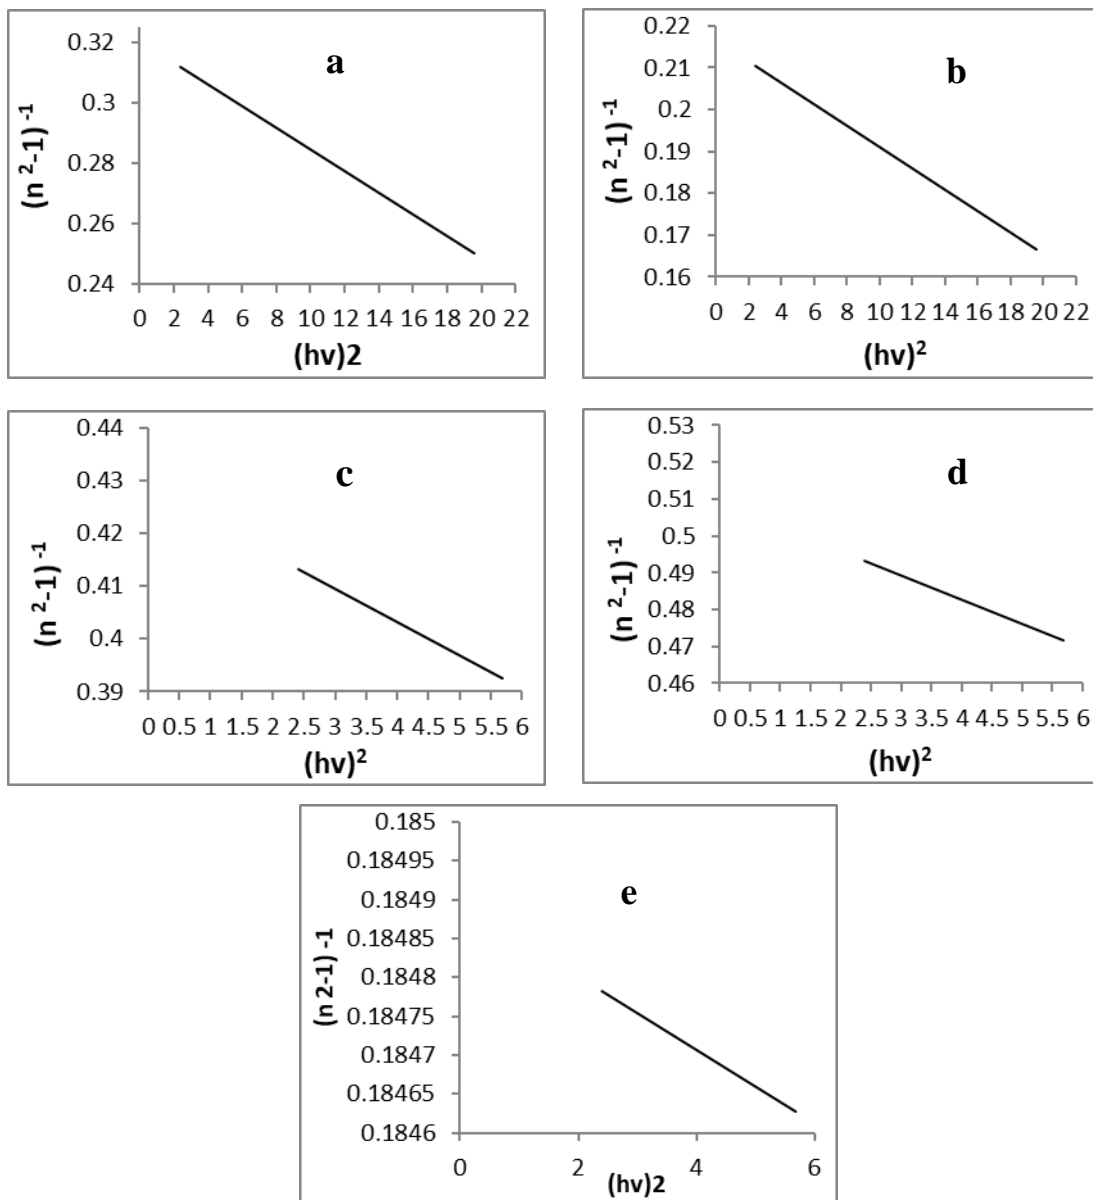 a
(n ²-1) ⁻¹
0.32
0.3
0.28
0.26
0.24
0 2 4 6 8 10 12 14 16 18 20 22
(hv)2
b
(n ²-1) ⁻¹
0.22
0.21
0.2
0.19
0.18
0.17
0.16
0 2 4 6 8 10 12 14 16 18 20 22
(hv)²
c
(n ²-1) ⁻¹
0.44
0.43
0.42
0.41
0.4
0.39
0 0.5 1 1.5 2 2.5 3 3.5 4 4.5 5 5.5 6
(hv)²
d
(n ²-1) ⁻¹
0.53
0.52
0.51
0.5
0.49
0.48
0.47
0.46
0 0.5 1 1.5 2 2.5 3 3.5 4 4.5 5 5.5 6
(hv)²
e
(n 2-1) -1
0.185
0.18495
0.1849
0.18485
0.1848
0.18475
0.1847
0.18465
0.1846
0 2 4 6
(hv)2